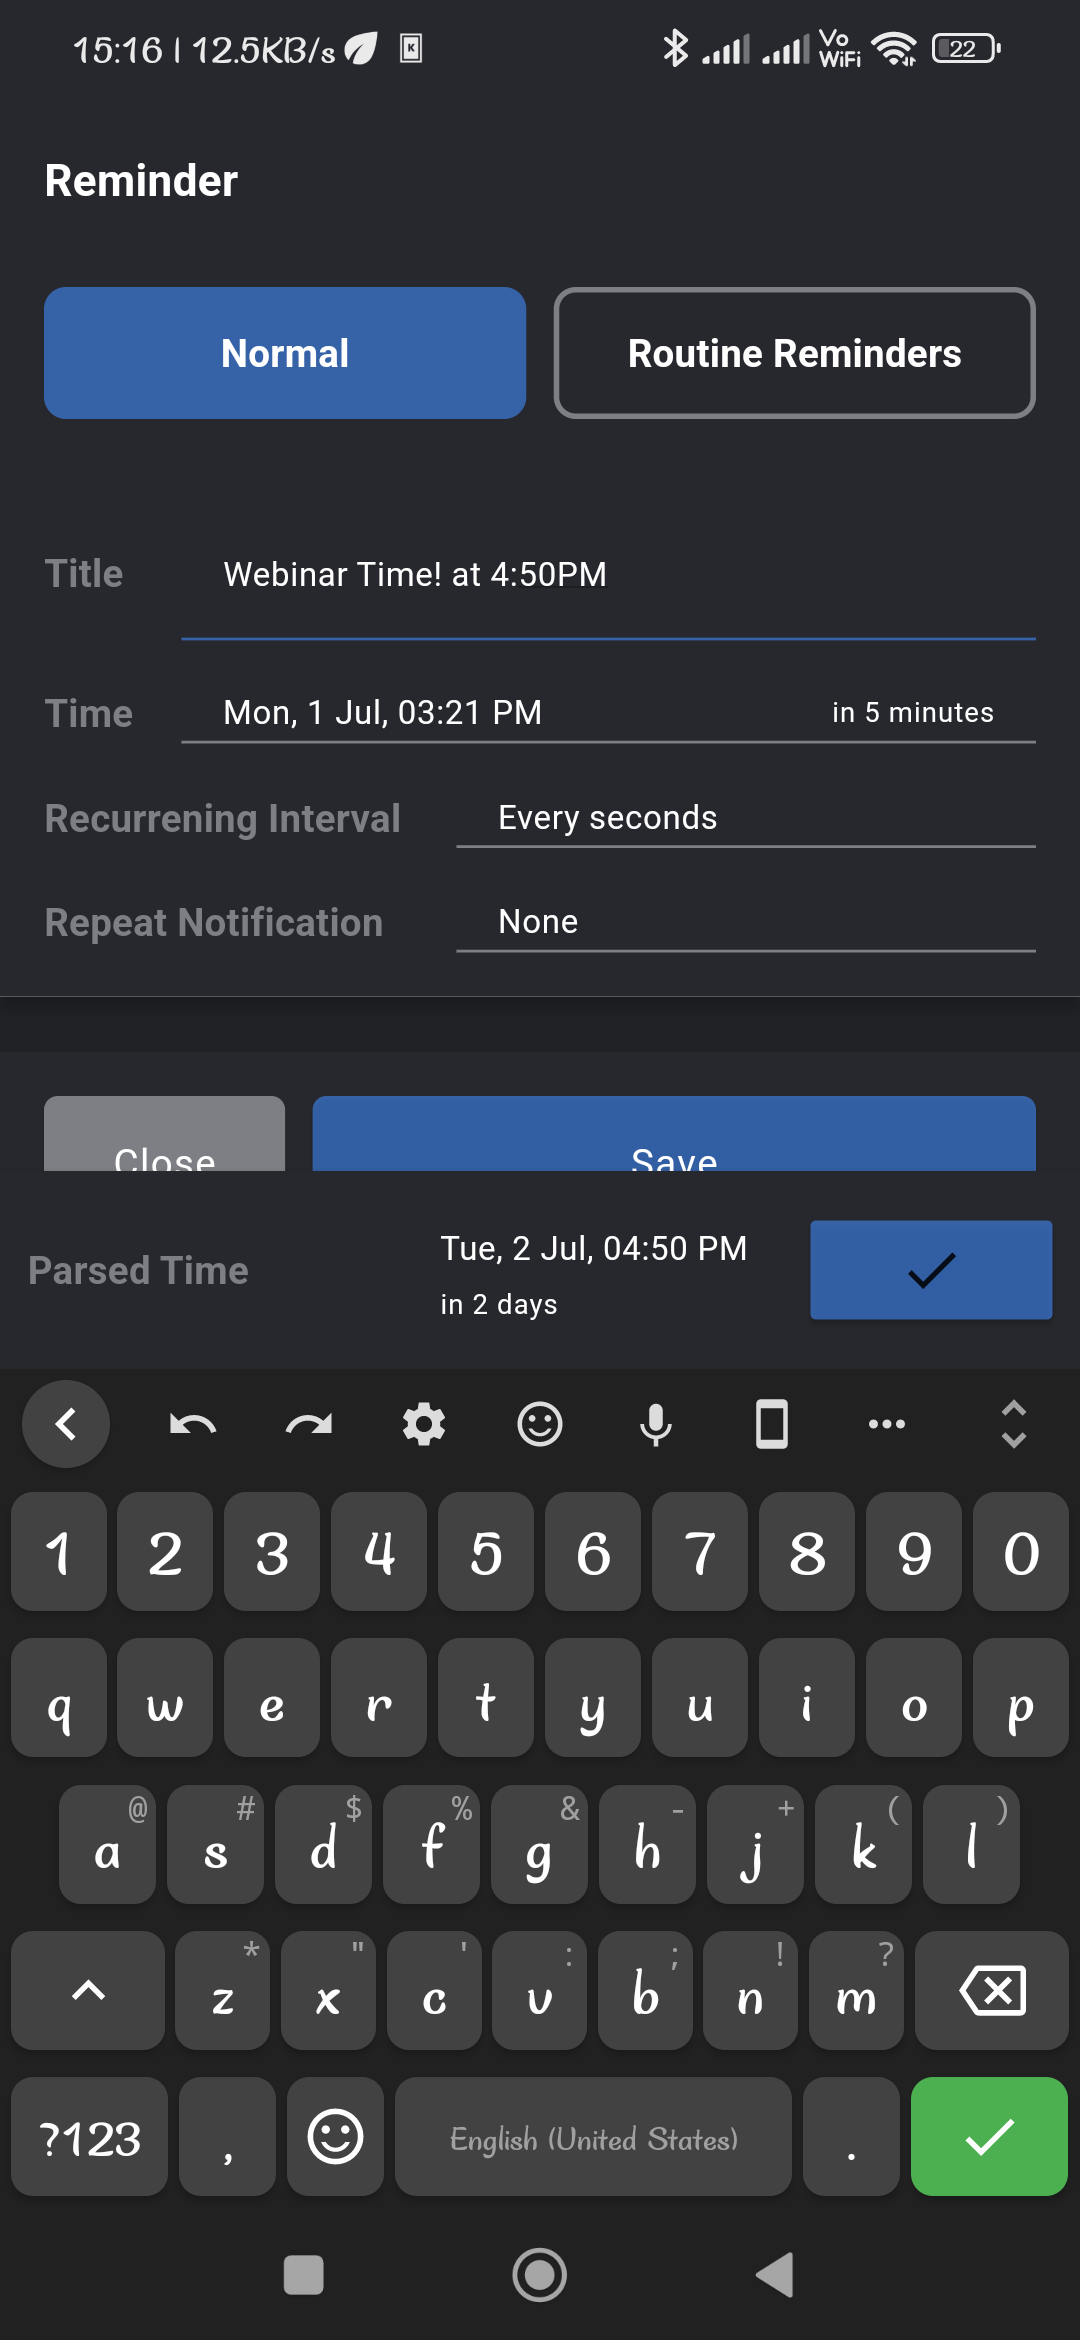 15:16 | 12.5KB/s K Vo WiFi 22
Reminder
Normal Routine Reminders
Title Webinar Time! at 4:50PM
Time Mon, 1 Jul, 03:21 PM in 5 minutes
Recurrening Interval Every seconds
Repeat Notification None
Close Save
Parsed Time Tue, 2 Jul, 04:50 PM
in 2 days
1 2 3 4 5 6 7 8 9 0
q w e r t y u i o p
@ # $ % & - + ( )
a s d f g h j k l
* " ' : ; ! ?
z x c v b n m
?123 , English (United States) .